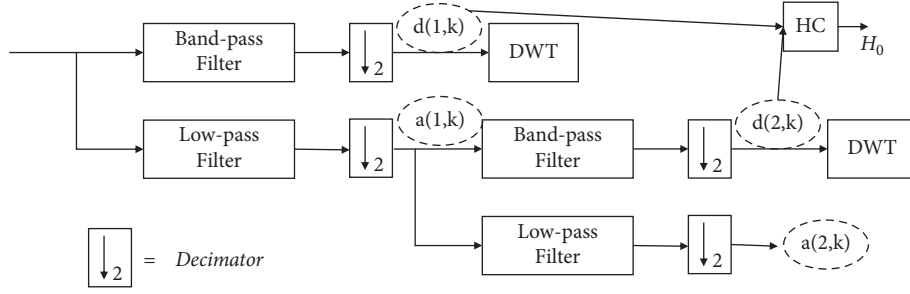 Band-pass
Filter
2
d(1,k)
DWT
HC
H0
Low-pass
Filter
2
a(1,k)
Band-pass
Filter
2
d(2,k)
DWT
Low-pass
Filter
2
a(2,k)
2 = Decimator